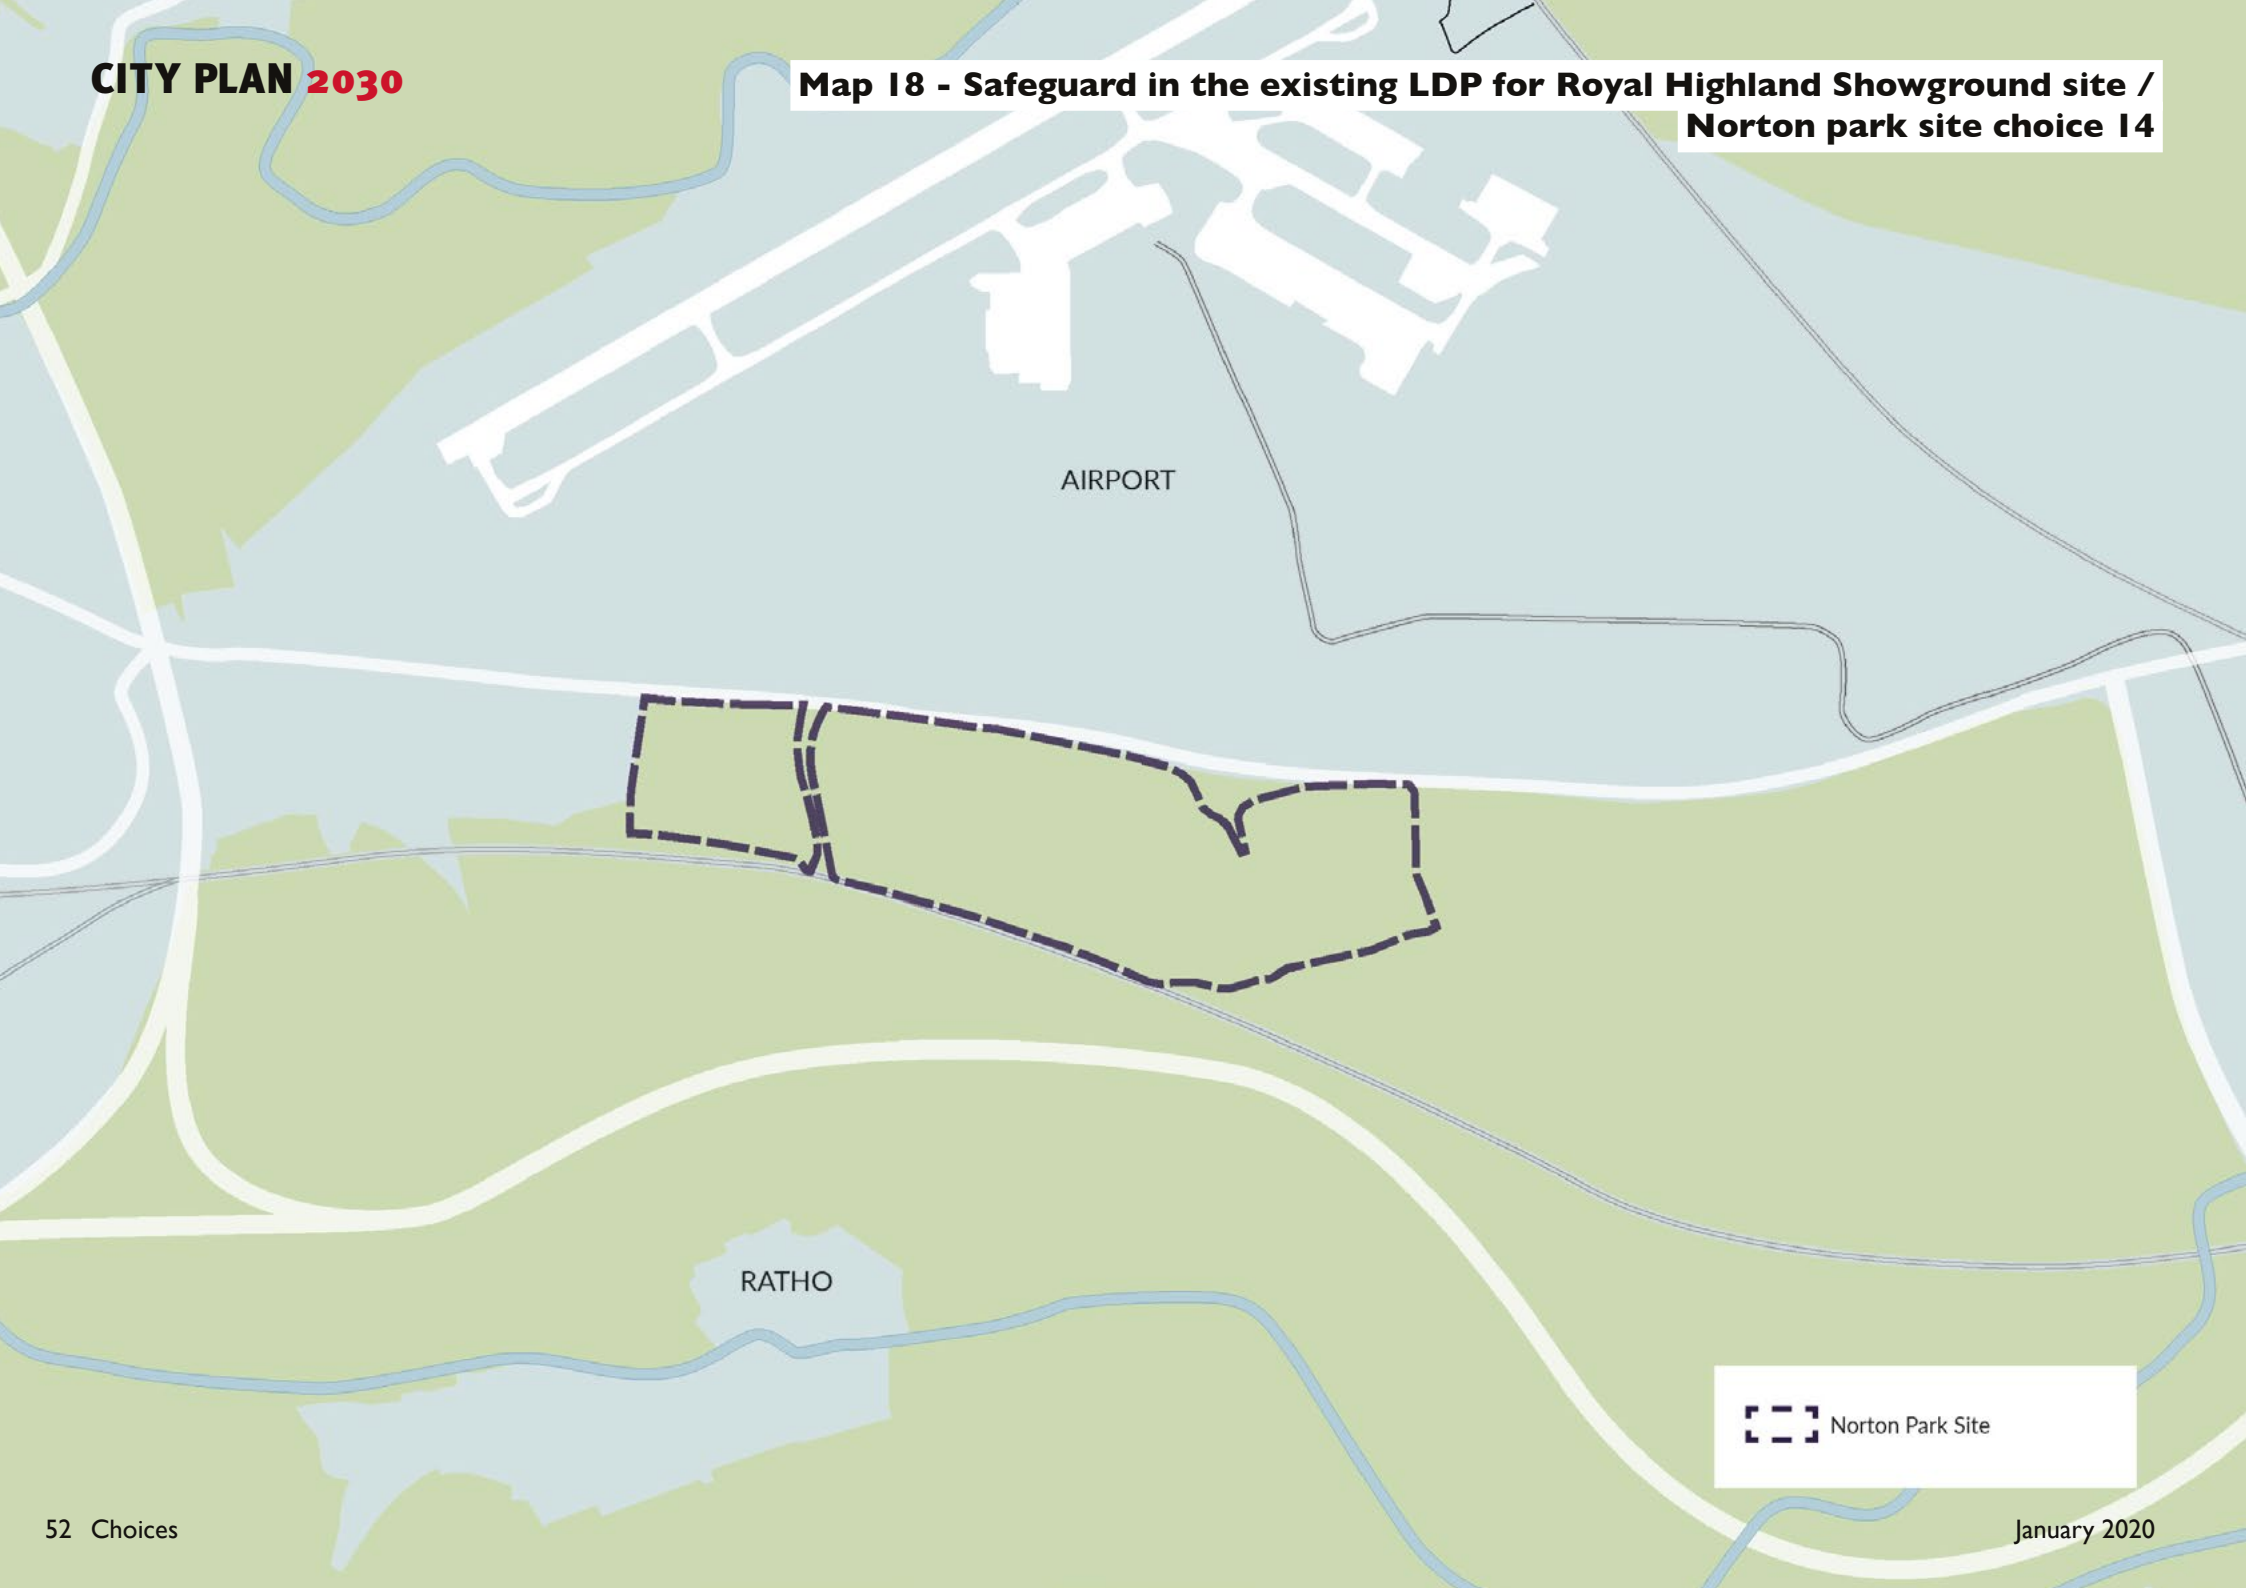 CITY PLAN 2030
Map 18 - Safeguard in the existing LDP for Royal Highland Showground site /
Norton park site choice 14
AIRPORT
RATHO
Norton Park Site
52 Choices
January 2020